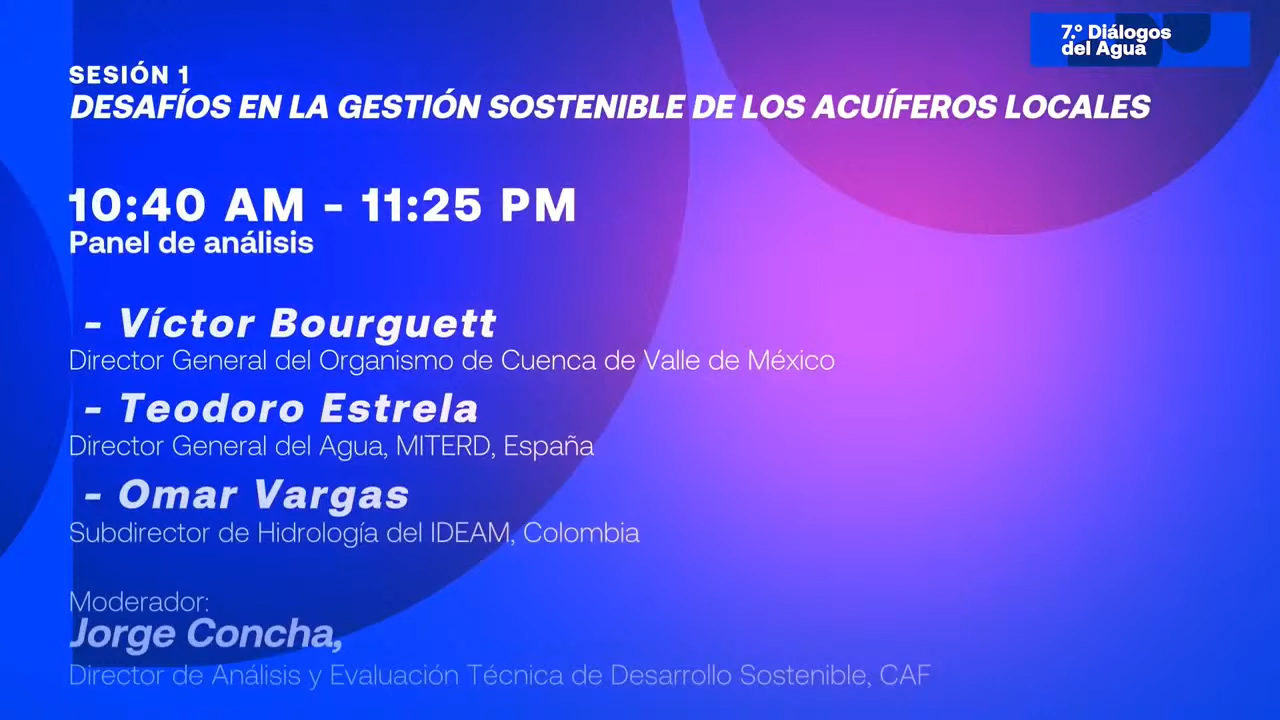 7.º Diálogos
del Agua
SESIÓN 1
DESAFÍOS EN LA GESTIÓN SOSTENIBLE DE LOS ACUÍFEROS LOCALES
10:40 AM - 11:25 PM
Panel de análisis
- Víctor Bourguett
Director General del Organismo de Cuenca de Valle de México
- Teodoro Estrela
Director General del Agua, MITERD, España
- Omar Vargas
Subdirector de Hidrología del IDEAM, Colombia
Moderador:
Jorge Concha,
Director de Análisis y Evaluación Técnica de Desarrollo Sostenible, CAF